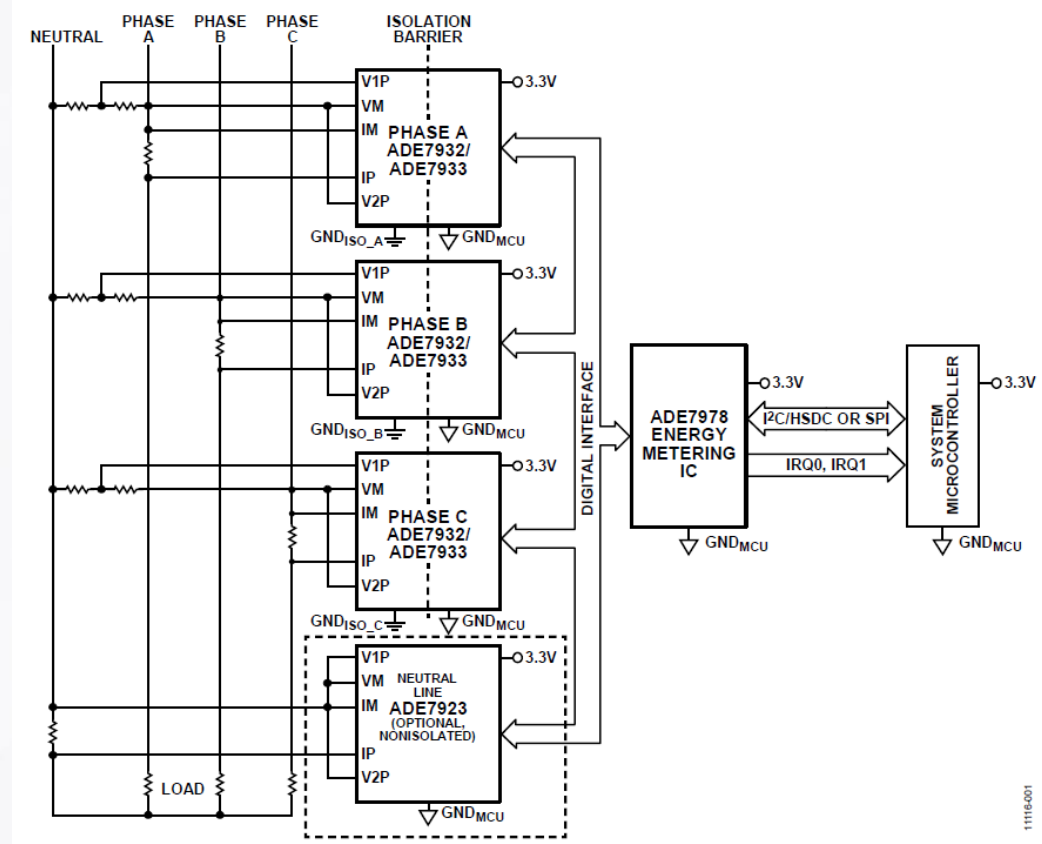 NEUTRAL
PHASE
A
PHASE
B
PHASE
C
ISOLATION
BARRIER
V1P
VM
IM
IP
V2P
PHASE A
ADE7932/
ADE7933
3.3V
GNDISO_A
GNDMCU
V1P
VM
IM
IP
V2P
PHASE B
ADE7932/
ADE7933
3.3V
GNDISO_B
GNDMCU
V1P
VM
IM
IP
V2P
PHASE C
ADE7932/
ADE7933
3.3V
GNDISO_C
GNDMCU
V1P
VM
IM
IP
V2P
NEUTRAL
LINE
ADE7923
(OPTIONAL,
NONISOLATED)
3.3V
GNDMCU
LOAD
DIGITAL INTERFACE
ADE7978
ENERGY
METERING
IC
3.3V
GNDMCU
I2C/HSDC OR SPI
IRQ0, IRQ1
SYSTEM
MICROCONTROLLER
3.3V
GNDMCU
11116-001